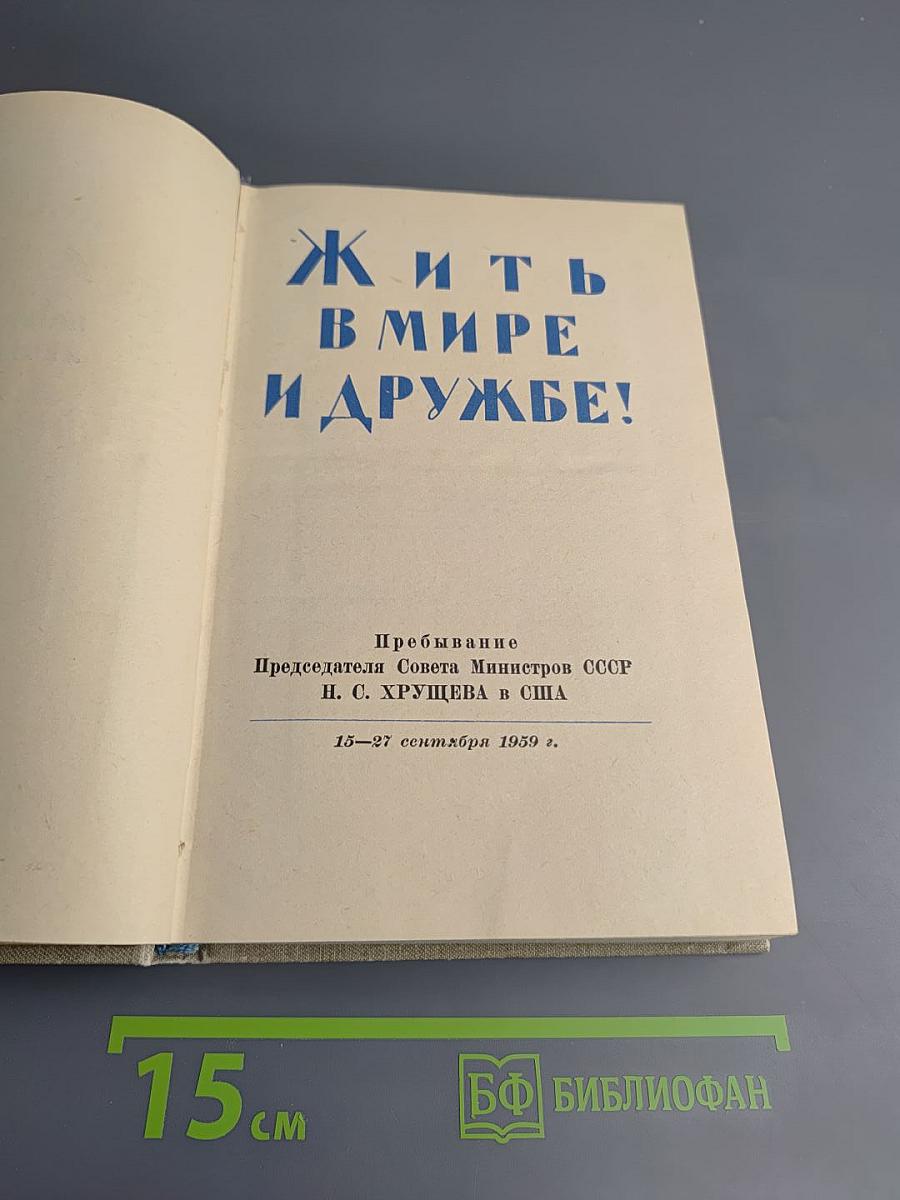 Жить
в мире
и дружбе!
Пребывание
Председателя Совета Министров СССР
Н. С. ХРУЩЕВА в США
15—27 сентября 1959 г.
15 см
БФ БИБЛИОФАН